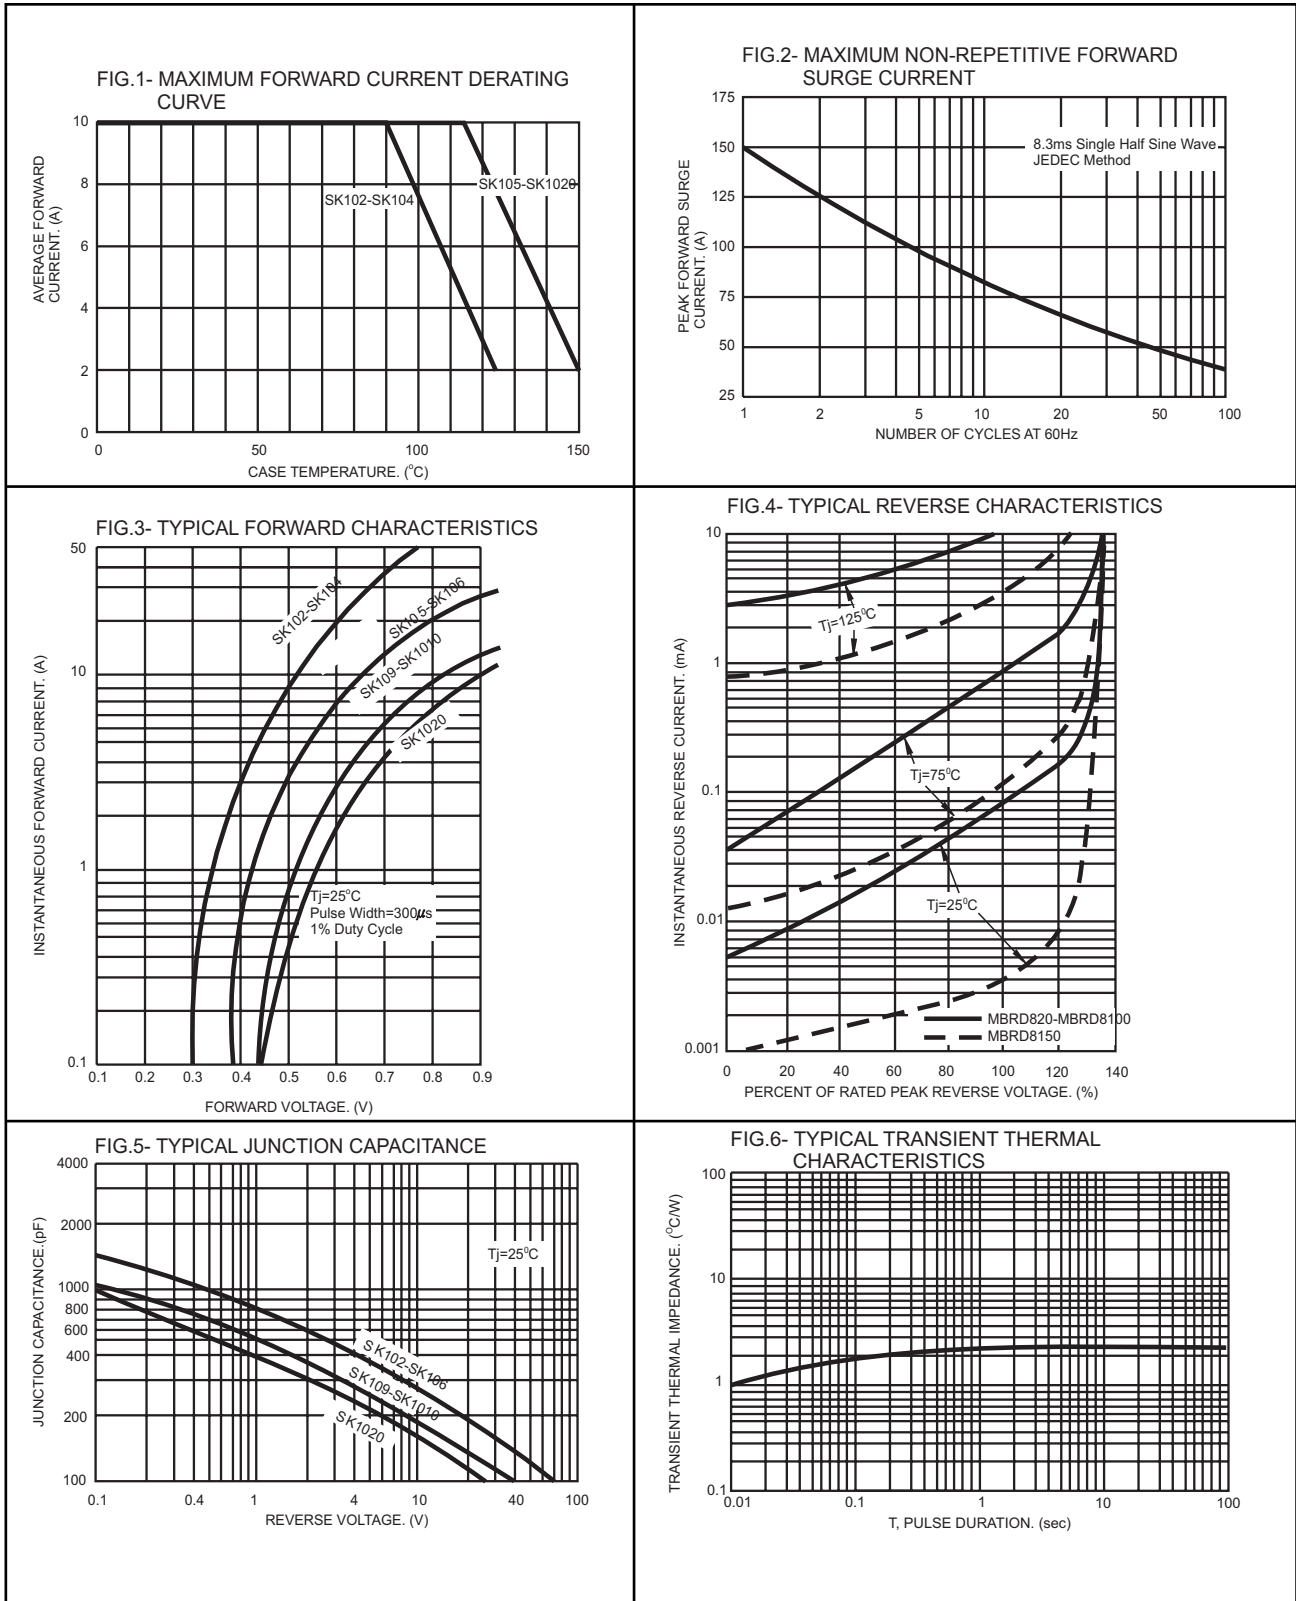 FIG.1- MAXIMUM FORWARD CURRENT DERATING
CURVE
AVERAGE FORWARD
CURRENT. (A)
10
8
6
4
2
0
SK102-SK104
SK105-SK1020
0
50
100
150
CASE TEMPERATURE. (°C)
FIG.2- MAXIMUM NON-REPETITIVE FORWARD
SURGE CURRENT
PEAK FORWARD SURGE
CURRENT. (A)
175
150
125
100
75
50
25
8.3ms Single Half Sine Wave
JEDEC Method
1
2
5
10
20
50
100
NUMBER OF CYCLES AT 60Hz
FIG.3- TYPICAL FORWARD CHARACTERISTICS
INSTANTANEOUS FORWARD CURRENT. (A)
50
10
1
0.1
SK102-SK104
SK10.5-SK106
SK109-SK1010
SK1020
Tj=25°C
Pulse Width=300μs
1% Duty Cycle
0.1
0.2
0.3
0.4
0.5
0.6
0.7
0.8
0.9
FORWARD VOLTAGE. (V)
FIG.4- TYPICAL REVERSE CHARACTERISTICS
INSTANTANEOUS REVERSE CURRENT. (mA)
10
1
0.1
0.01
0.001
Tj=125°C
Tj=75°C
Tj=25°C
MBRD820-MBRD8100
MBRD8150
0
20
40
60
80
100
120
140
PERCENT OF RATED PEAK REVERSE VOLTAGE. (%)
FIG.5- TYPICAL JUNCTION CAPACITANCE
JUNCTION CAPACITANCE.(pF)
4000
2000
1000
800
600
400
200
100
Tj=25°C
SK102-SK106
SK109-SK1010
SK1020
0.1
0.4
1
4
10
40
100
REVERSE VOLTAGE. (V)
FIG.6- TYPICAL TRANSIENT THERMAL
CHARACTERISTICS
TRANSIENT THERMAL IMPEDANCE. (°C/W)
100
10
1
0.1
0.01
0.1
1
10
100
T, PULSE DURATION. (sec)